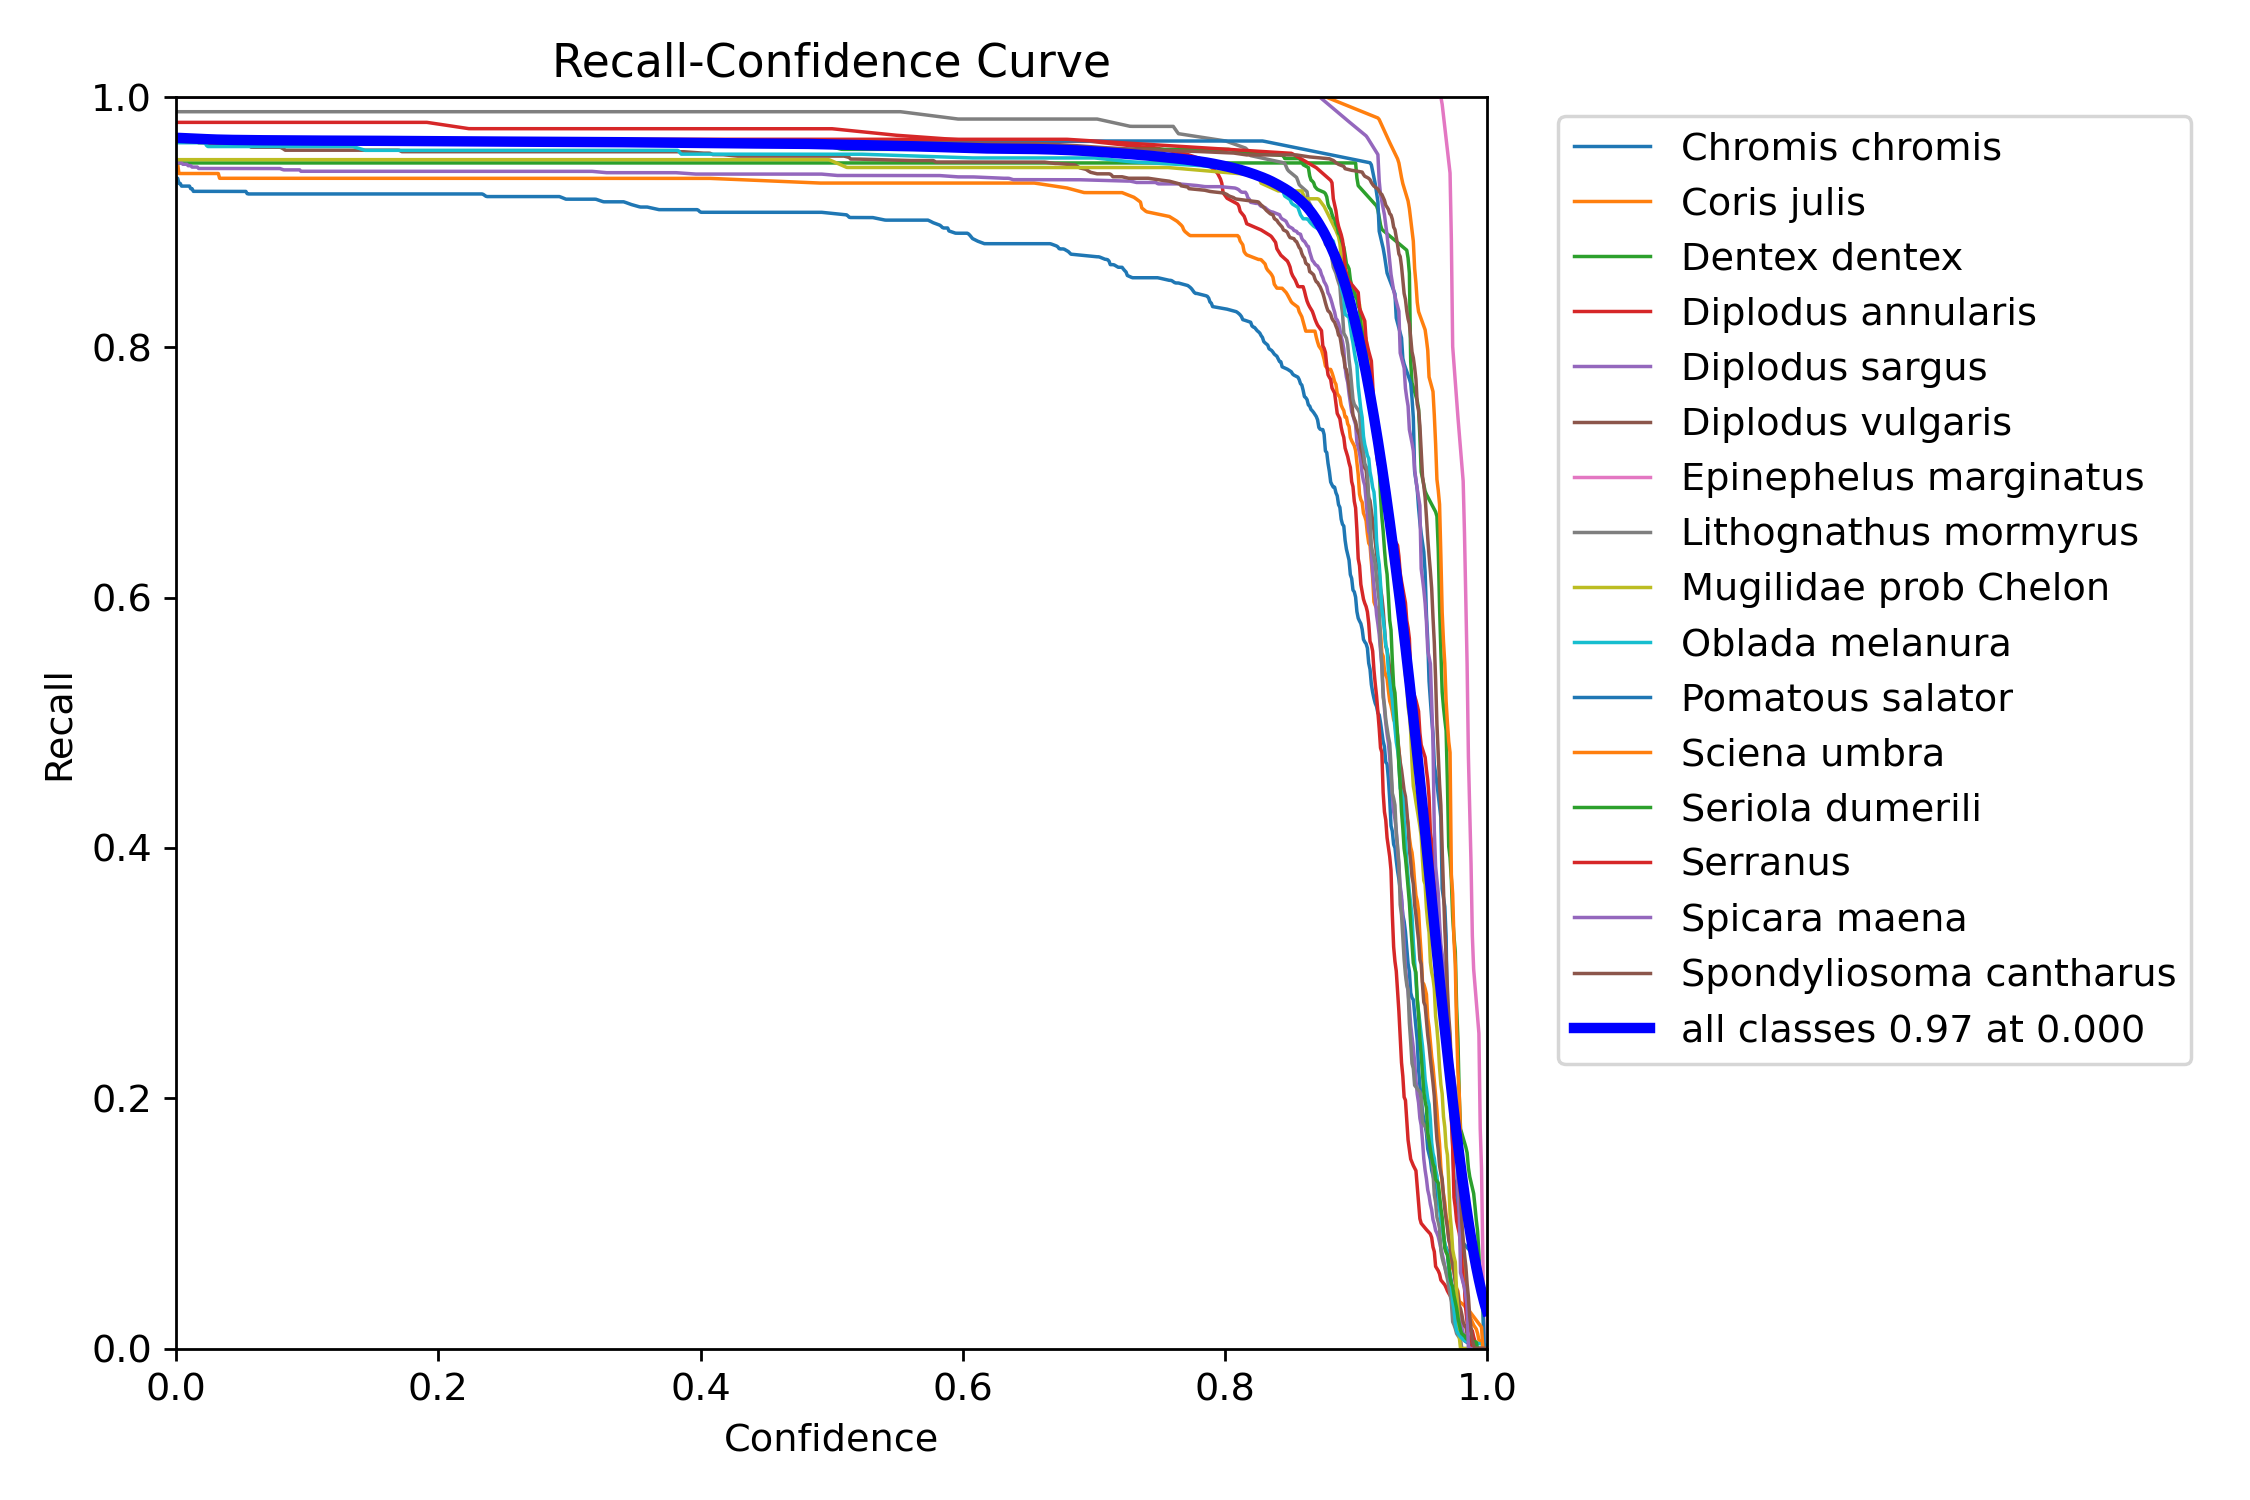 Recall-Confidence Curve
1.0
0.8
0.6
0.4
0.2
0.0
Recall
0.0 0.2 0.4 0.6 0.8 1.0
Confidence
Chromis chromis
Coris julis
Dentex dentex
Diplodus annularis
Diplodus sargus
Diplodus vulgaris
Epinephelus marginatus
Lithognathus mormyrus
Mugilidae prob Chelon
Oblada melanura
Pomatous salator
Sciena umbra
Seriola dumerili
Serranus
Spicara maena
Spondyliosoma cantharus
all classes 0.97 at 0.000